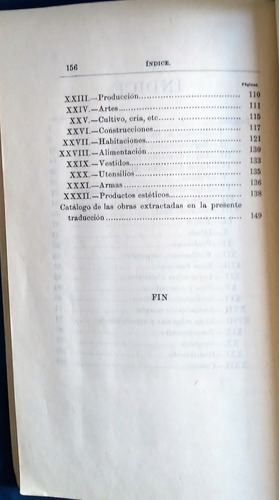 156 ÍNDICE.
Páginas.
XXIII.—Producción 110
XXIV.—Artes 111
XXV.—Cultivo, cría, etc. 115
XXVI.—Construcciones 117
XXVII.—Habitaciones 121
XXVIII.—Alimentación 130
XXIX.—Vestidos 133
XXX.—Utensilios 135
XXXI.—Armas 136
XXXII.—Productos estéticos 138
Catálogo de las obras extractadas en la presente
traducción 149
FIN